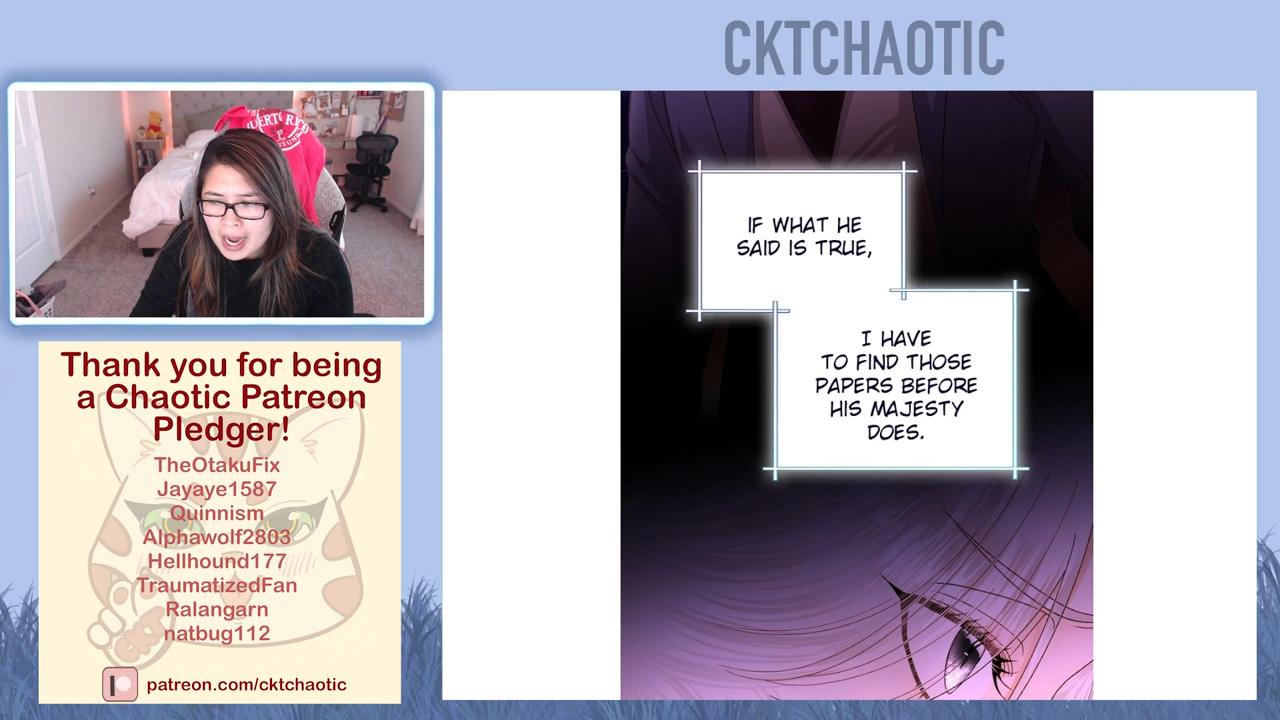 CKTCHAOTIC
IF WHAT HE
SAID IS TRUE,
I HAVE
TO FIND THOSE
PAPERS BEFORE
HIS MAJESTY
DOES.
Thank you for being
a Chaotic Patreon
Pledger!
TheOtakuFix
Jayaye1587
Quinnism
Alphawolf2803
Hellhound177
TraumatizedFan
Ralangarn
natbug112
patreon.com/cktchaotic